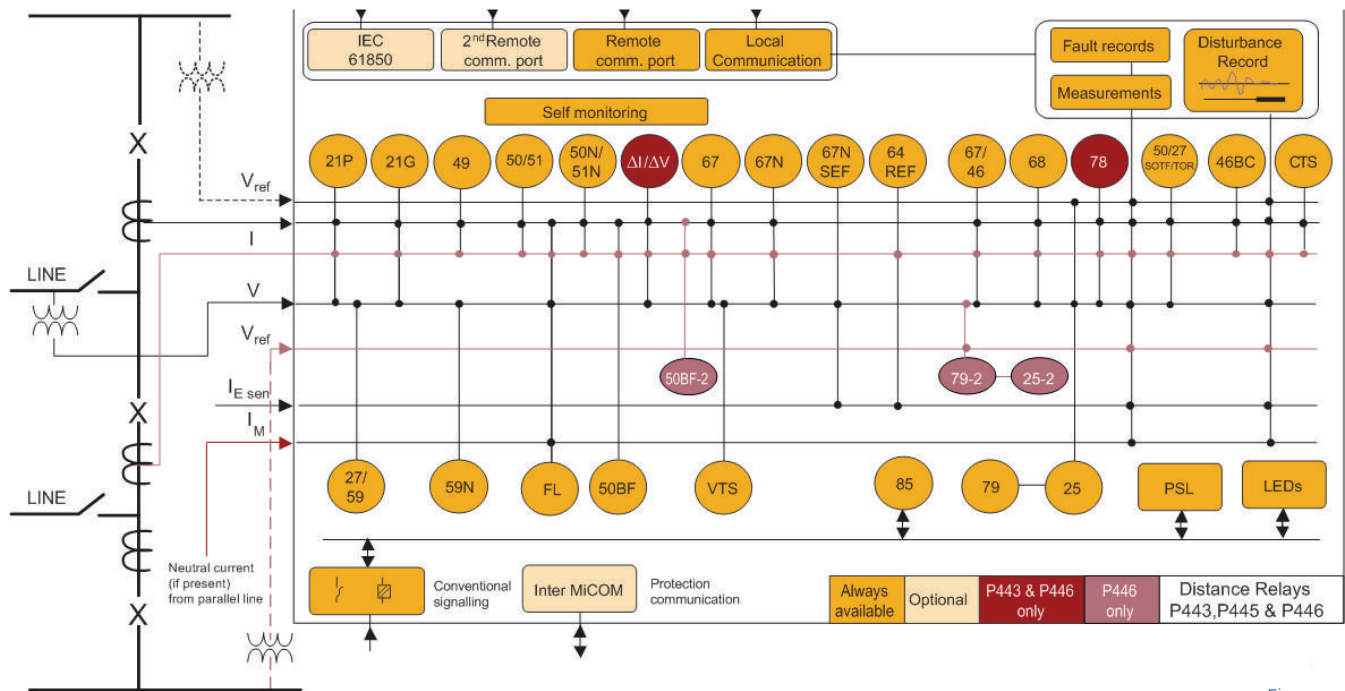 IEC
61850
2nd Remote
comm. port
Remote
comm. port
Local
Communication
Fault records
Measurements
Disturbance
Record
Self monitoring
21P
21G
49
50/51
50N/
51N
ΔI/ΔV
67
67N
67N
SEF
64
REF
67/
46
68
78
50/27
SOTF/TOR
46BC
CTS
X
Vref
I
LINE
V
Vref
50BF-2
79-2
25-2
IE sen
X
IM
LINE
27/
59
59N
FL
50BF
VTS
85
79
25
PSL
LEDs
Neutral current
(if present)
from parallel line
X
Conventional
signalling
Inter MiCOM
Protection
communication
Always
available
Optional
P443 & P446
only
P446
only
Distance Relays
P443,P445 & P446